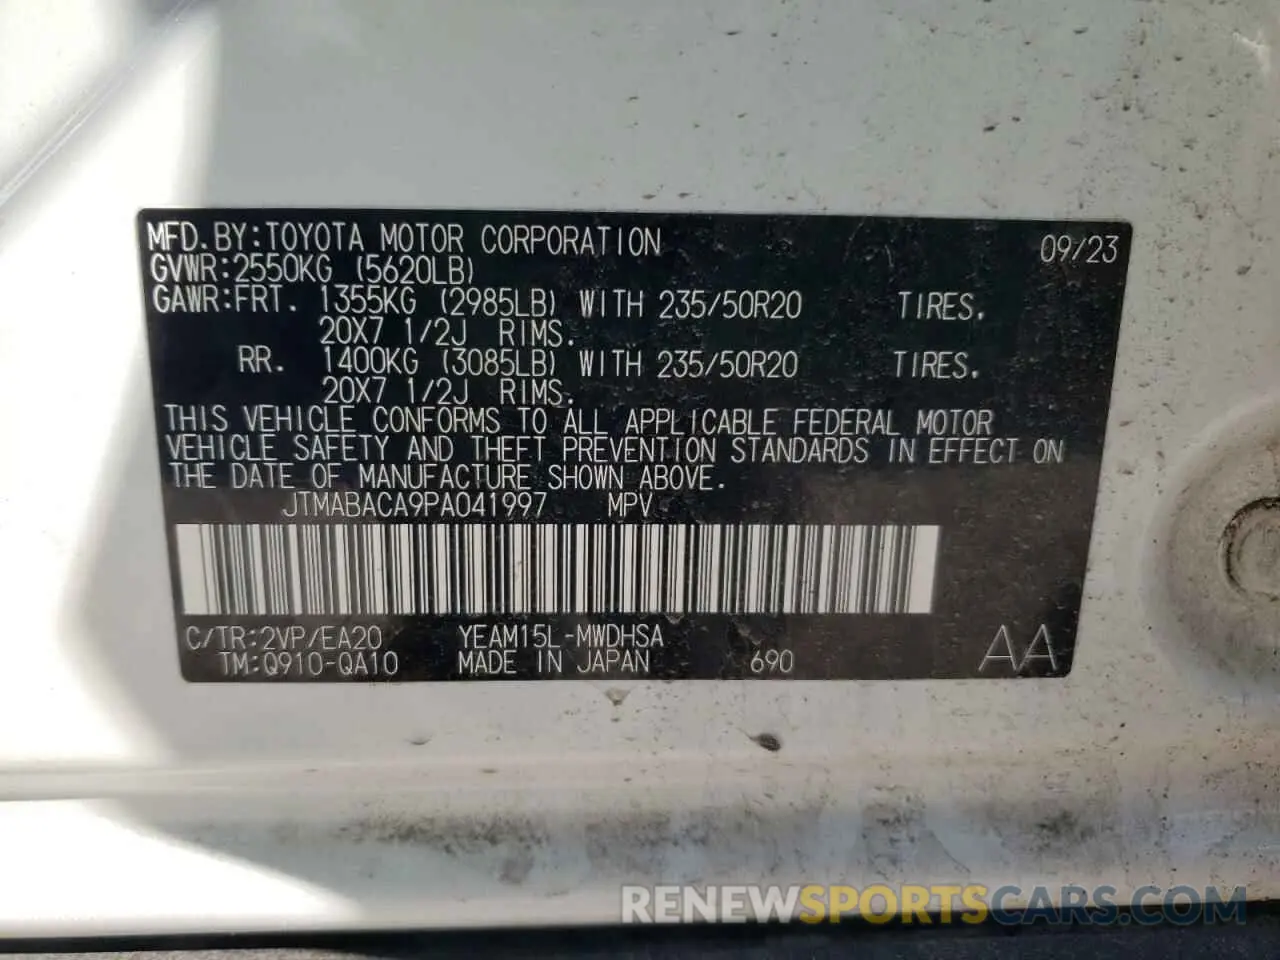 MFD.BY:TOYOTA MOTOR CORPORATION 09/23
GVWR:2550KG (5620LB)
GAWR:FRT. 1355KG (2985LB) WITH 235/50R20 TIRES.
20X7 1/2J RIMS.
RR. 1400KG (3085LB) WITH 235/50R20 TIRES.
20X7 1/2J RIMS.
THIS VEHICLE CONFORMS TO ALL APPLICABLE FEDERAL MOTOR
VEHICLE SAFETY AND THEFT PREVENTION STANDARDS IN EFFECT ON
THE DATE OF MANUFACTURE SHOWN ABOVE.
JTMABACA9PA041997 MPV
C/TR:2VP/EA20 YEAM15L-MWDHSA AA
TM:Q910-QA10 MADE IN JAPAN 690
RENEWSPORTSCARS.COM